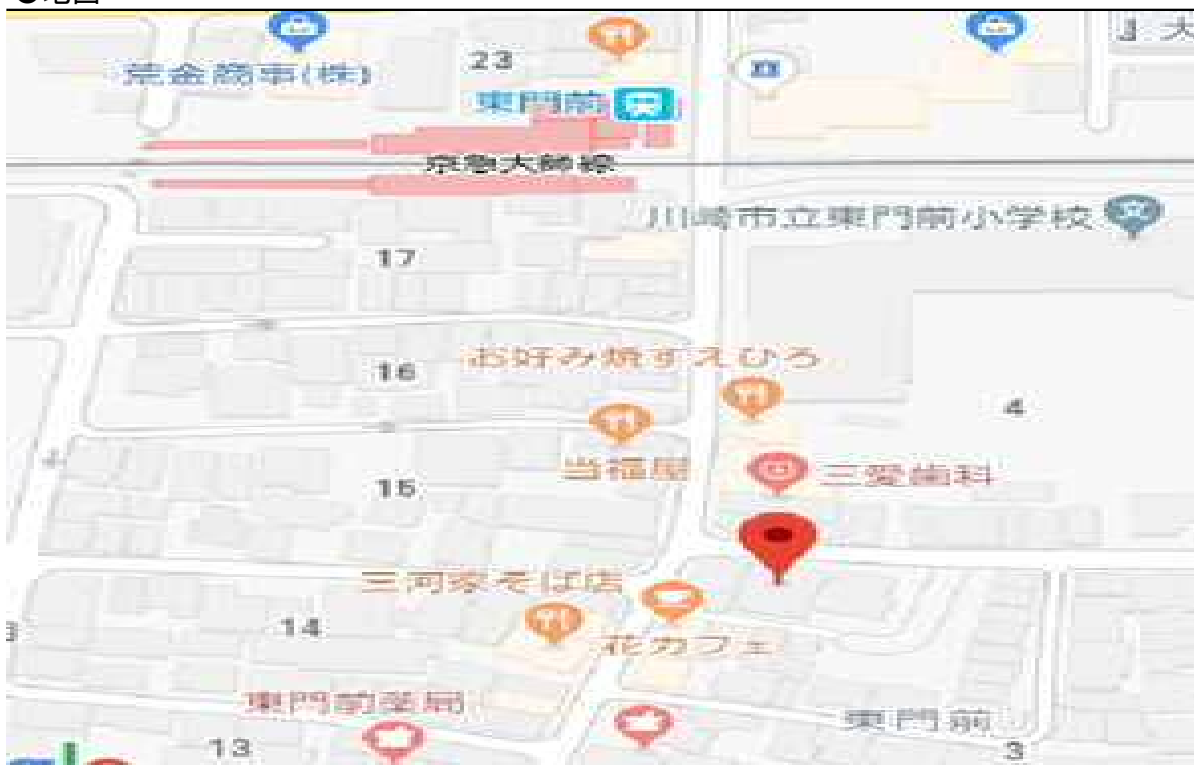 荒金商事(株)
23
東門前
大
京急大師線
川崎市立東門前小学校
17
お好み焼すえひろ
16
4
当福屋
三愛歯科
15
三河家そば店
14
花カフェ
東門前薬局
東門前
13
3